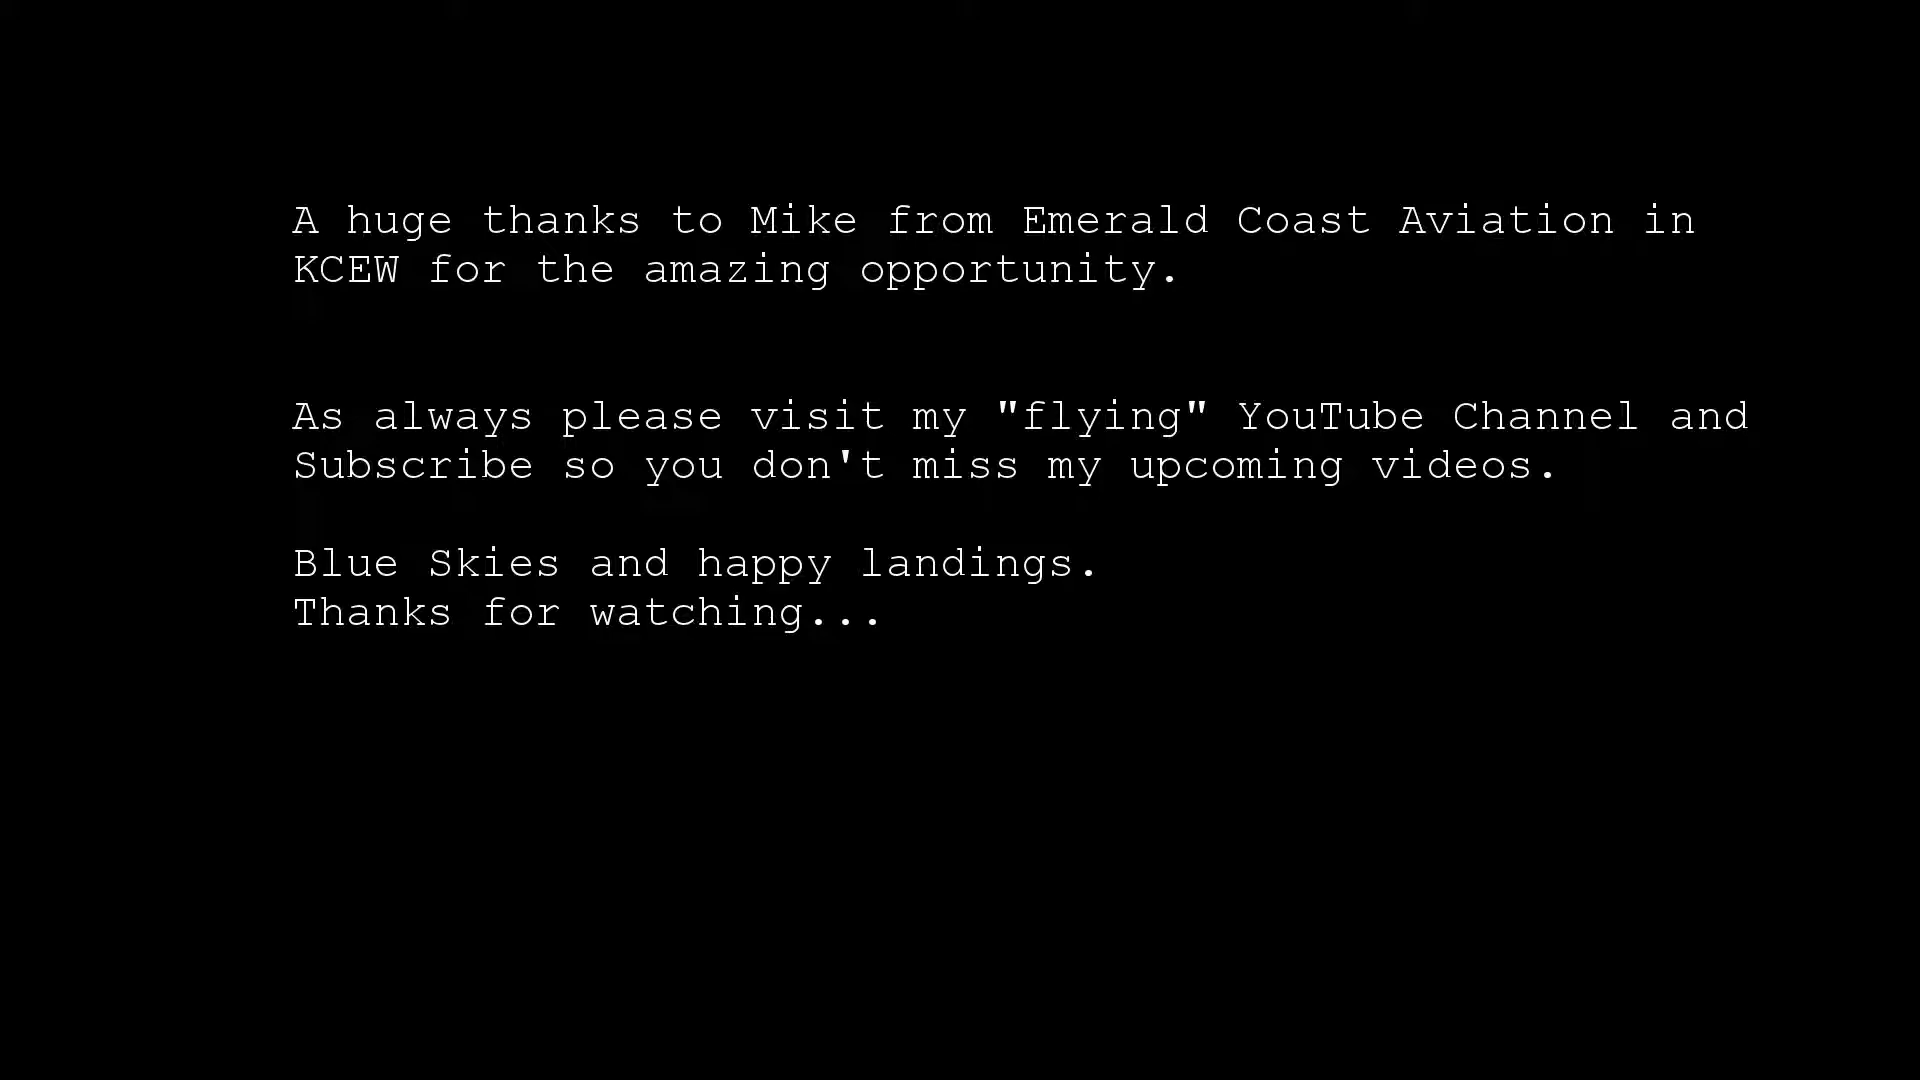 A huge thanks to Mike from Emerald Coast Aviation in
KCEW for the amazing opportunity.
As always please visit my "flying" YouTube Channel and
Subscribe so you don't miss my upcoming videos.
Blue Skies and happy landings.
Thanks for watching...